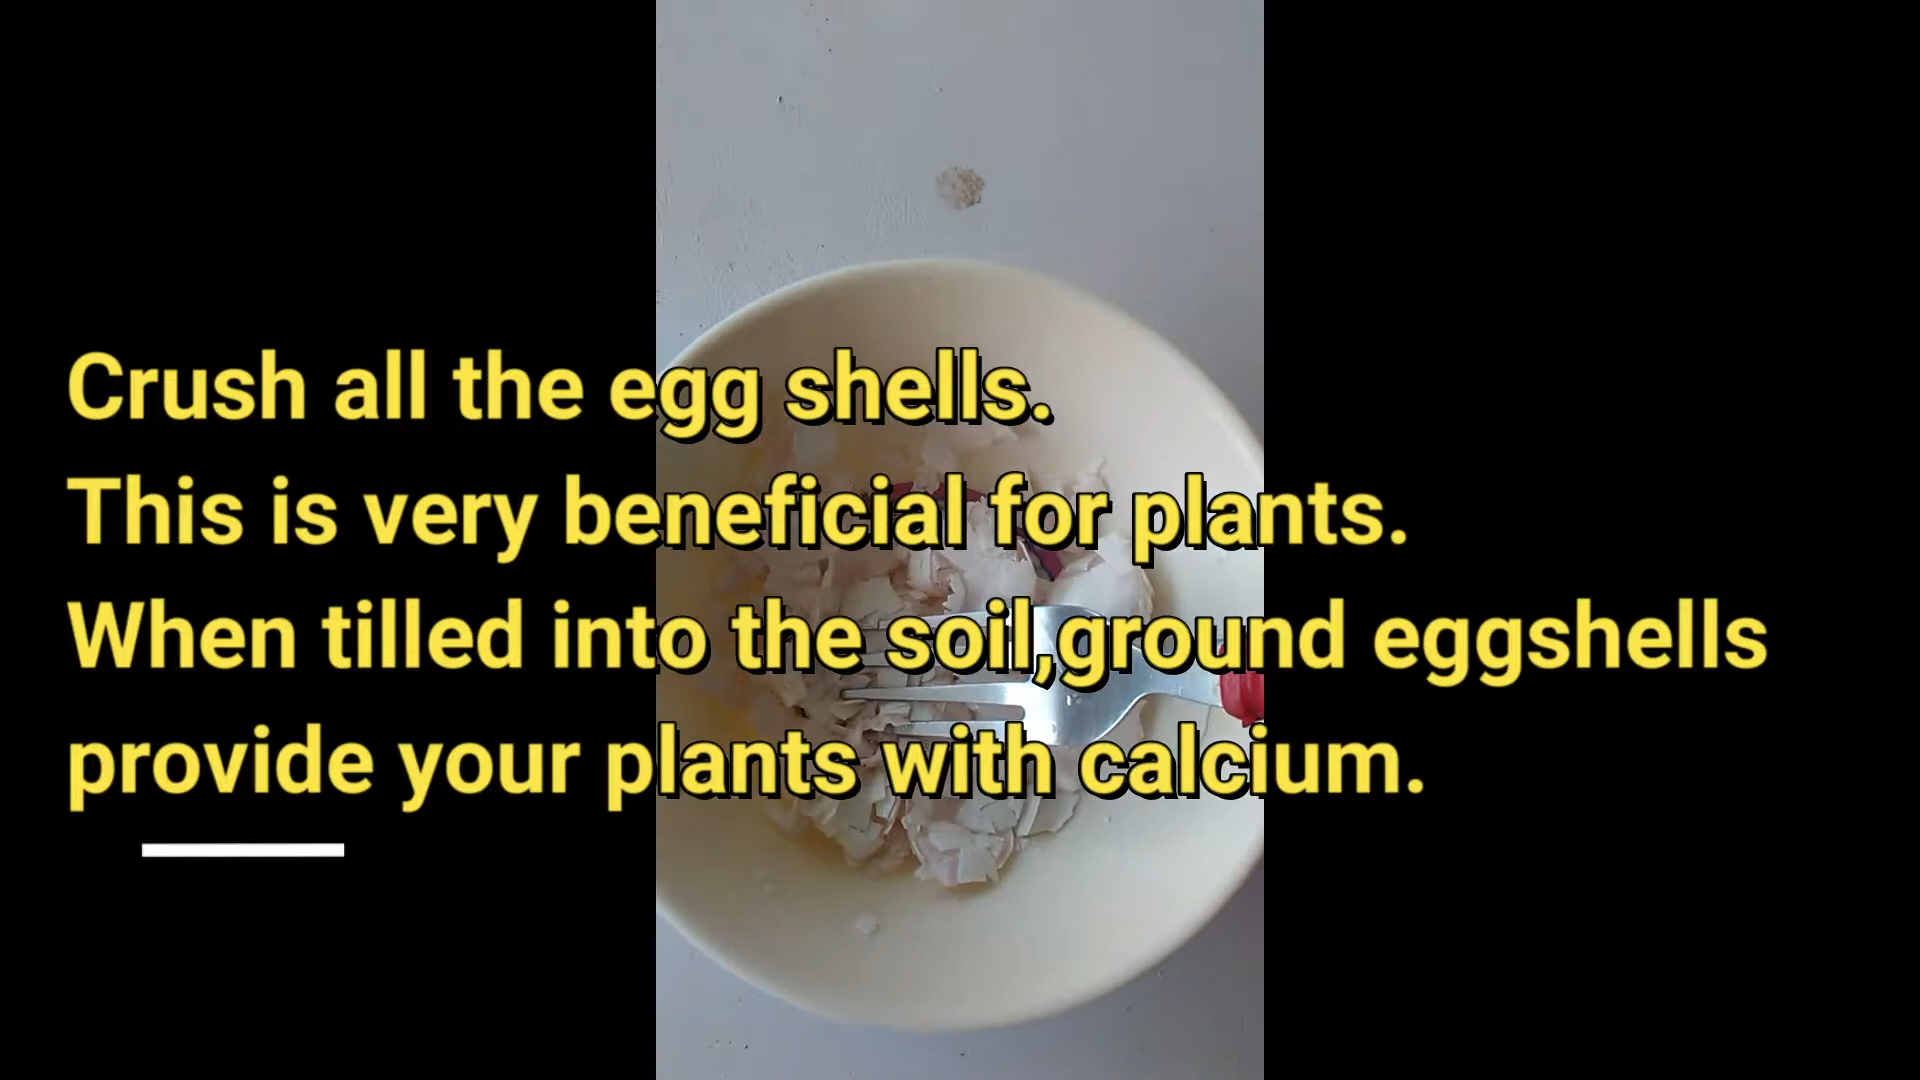 Crush all the egg shells.
This is very beneficial for plants.
When tilled into the soil,ground eggshells
provide your plants with calcium.